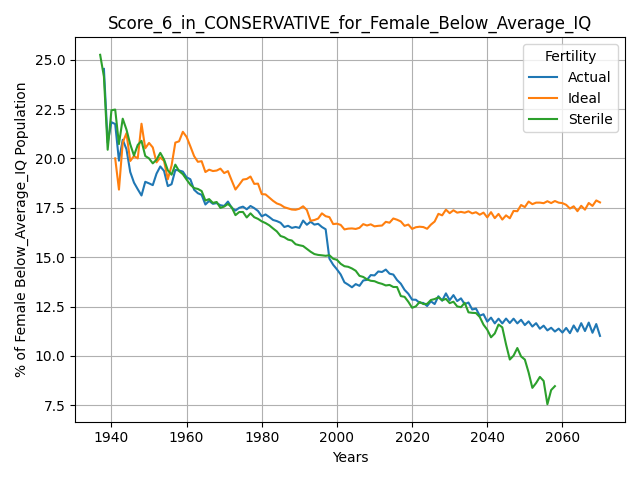 Score_6_in_CONSERVATIVE_for_Female_Below_Average_IQ
Fertility
Actual
Ideal
Sterile
% of Female Below_Average_IQ Population
25.0
22.5
20.0
17.5
15.0
12.5
10.0
7.5
1940
1960
1980
2000
2020
2040
2060
Years